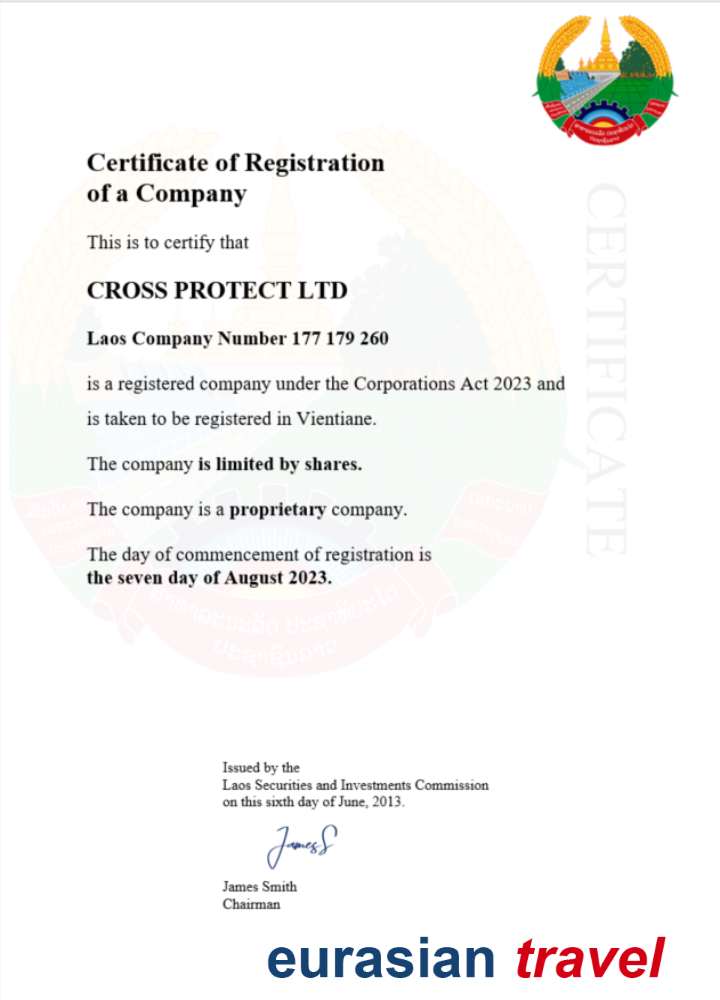 Certificate of Registration
of a Company
This is to certify that
CROSS PROTECT LTD
Laos Company Number 177 179 260
is a registered company under the Corporations Act 2023 and
is taken to be registered in Vientiane.
The company is limited by shares.
The company is a proprietary company.
The day of commencement of registration is
the seven day of August 2023.
CERTIFICATE
Issued by the
Laos Securities and Investments Commission
on this sixth day of June, 2013.
JamesS
James Smith
Chairman
eurasian travel